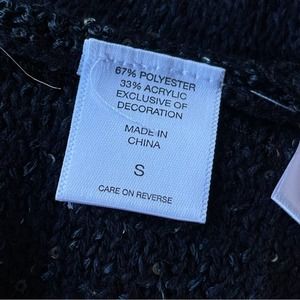 67% POLYESTER
33% ACRYLIC
EXCLUSIVE OF
DECORATION
MADE IN
CHINA
S
CARE ON REVERSE